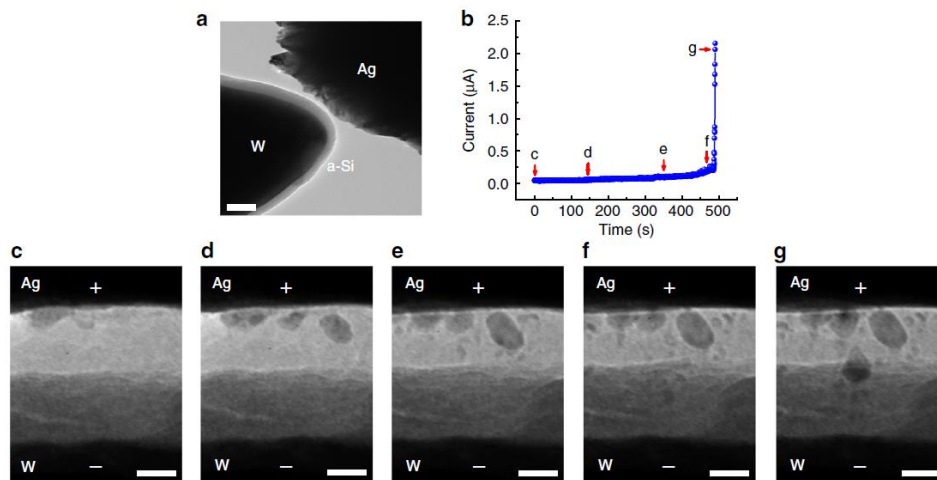 a
Ag
W
a-Si
b
2.5
2.0
1.5
1.0
0.5
0.0
Current (μA)
0 100 200 300 400 500
Time (s)
c
d
e
f
g
c
Ag
+
W
−
d
Ag
+
W
−
e
Ag
+
W
−
f
Ag
+
W
−
g
Ag
+
W
−